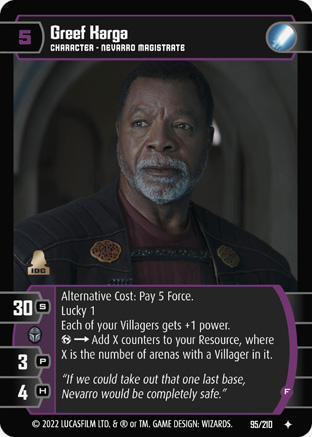 5
Greef Karga
CHARACTER - NEVARRO MAGISTRATE
IDC
30 S
3 P
4 H
Alternative Cost: Pay 5 Force.
Lucky 1
Each of your Villagers gets +1 power.
→ Add X counters to your Resource, where
X is the number of arenas with a Villager in it.
“If we could take out that one last base,
Nevarro would be completely safe.”
F
© 2022 LUCASFILM LTD. & ® OR TM. GAME DESIGN: WIZARDS.
95/210